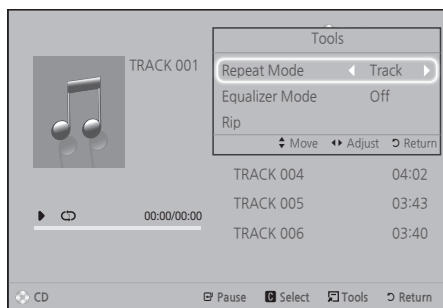 Tools
TRACK 001
Repeat Mode Track
Equalizer Mode Off
Rip
Move Adjust Return
TRACK 004 04:02
TRACK 005 03:43
00:00/00:00
TRACK 006 03:40
CD Pause C Select Tools Return